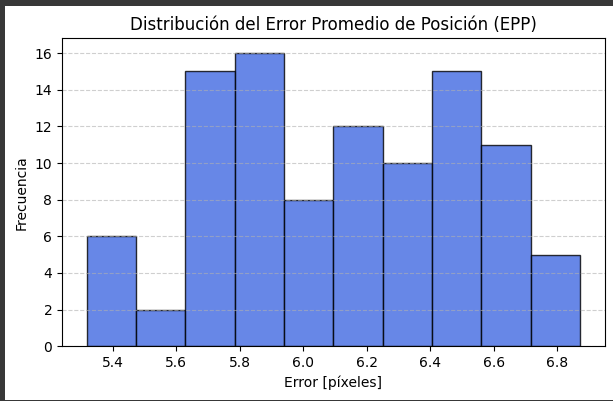 Distribución del Error Promedio de Posición (EPP)
16
14
12
10
8
6
4
2
0
Frecuencia
5.4 5.6 5.8 6.0 6.2 6.4 6.6 6.8
Error [píxeles]